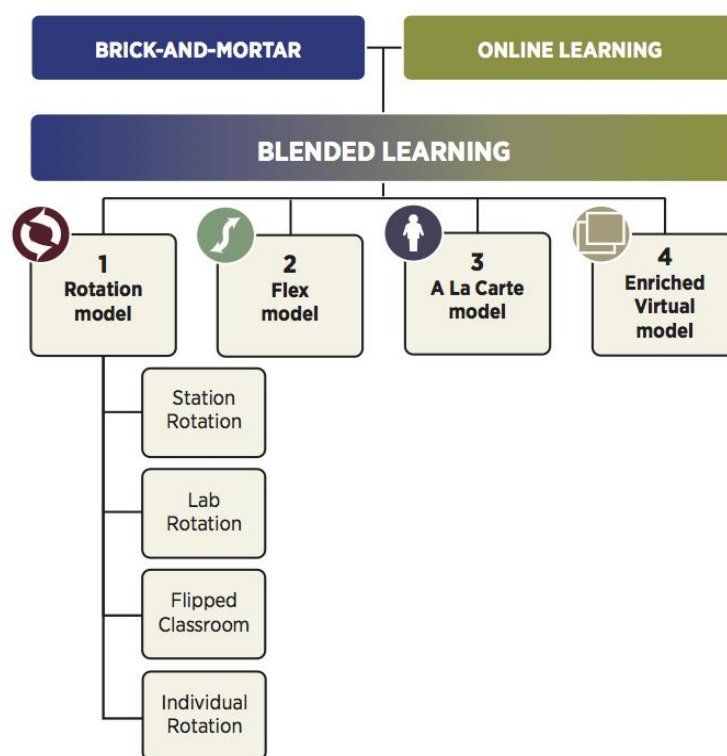 BRICK-AND-MORTAR
ONLINE LEARNING
BLENDED LEARNING
1
Rotation
model
2
Flex
model
3
A La Carte
model
4
Enriched
Virtual
model
Station
Rotation
Lab
Rotation
Flipped
Classroom
Individual
Rotation